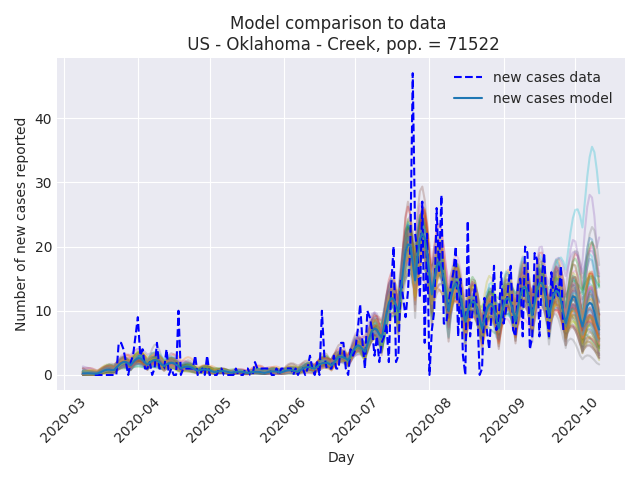 Model comparison to data
US - Oklahoma - Creek, pop. = 71522
new cases data
new cases model
Number of new cases reported
40
30
20
10
0
2020-03
2020-04
2020-05
2020-06
2020-07
2020-08
2020-09
2020-10
Day